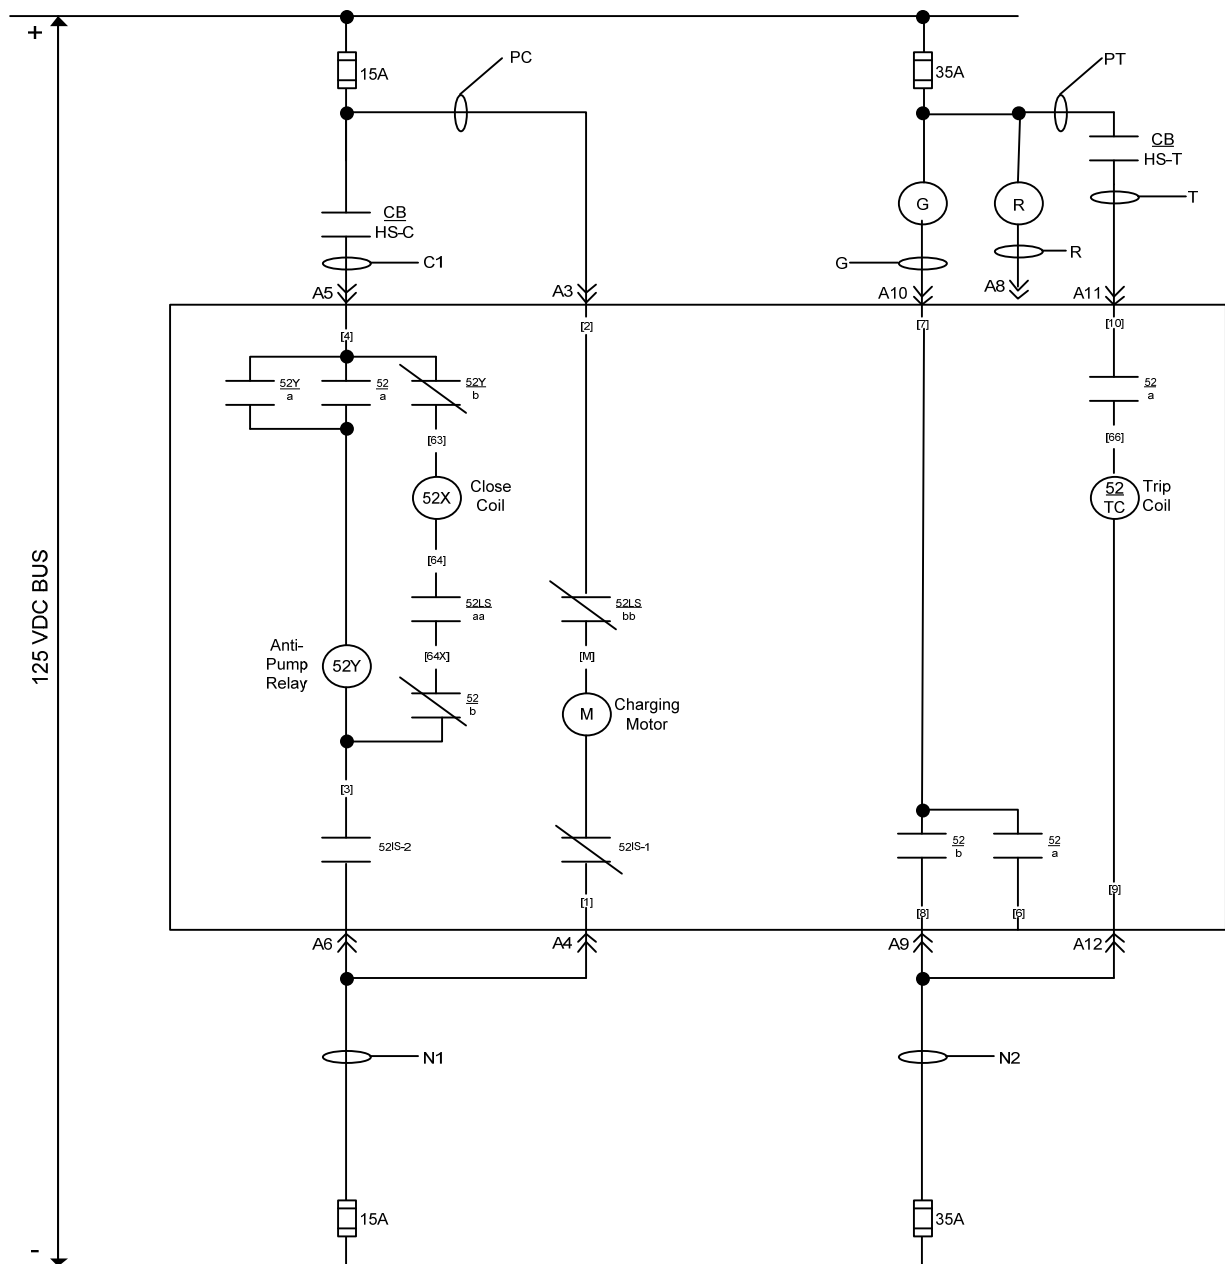 +
PC
PT
15A
35A
CB
HS-T
T
G
R
CB
HS-C
C1
G
R
A5
A3
A10
A8
A11
[4]
[2]
[7]
[10]
52Y
a
52
a
52Y
b
52
a
[63]
[66]
52X
Close
Coil
52
TC
Trip
Coil
[64]
125 VDC BUS
52LS
aa
52LS
bb
Anti-
Pump
Relay
52Y
[64X]
[M]
52
b
M
Charging
Motor
[3]
52IS-2
52IS-1
52
b
52
a
[1]
[8]
[6]
[9]
A6
A4
A9
A12
N1
N2
15A
35A
-